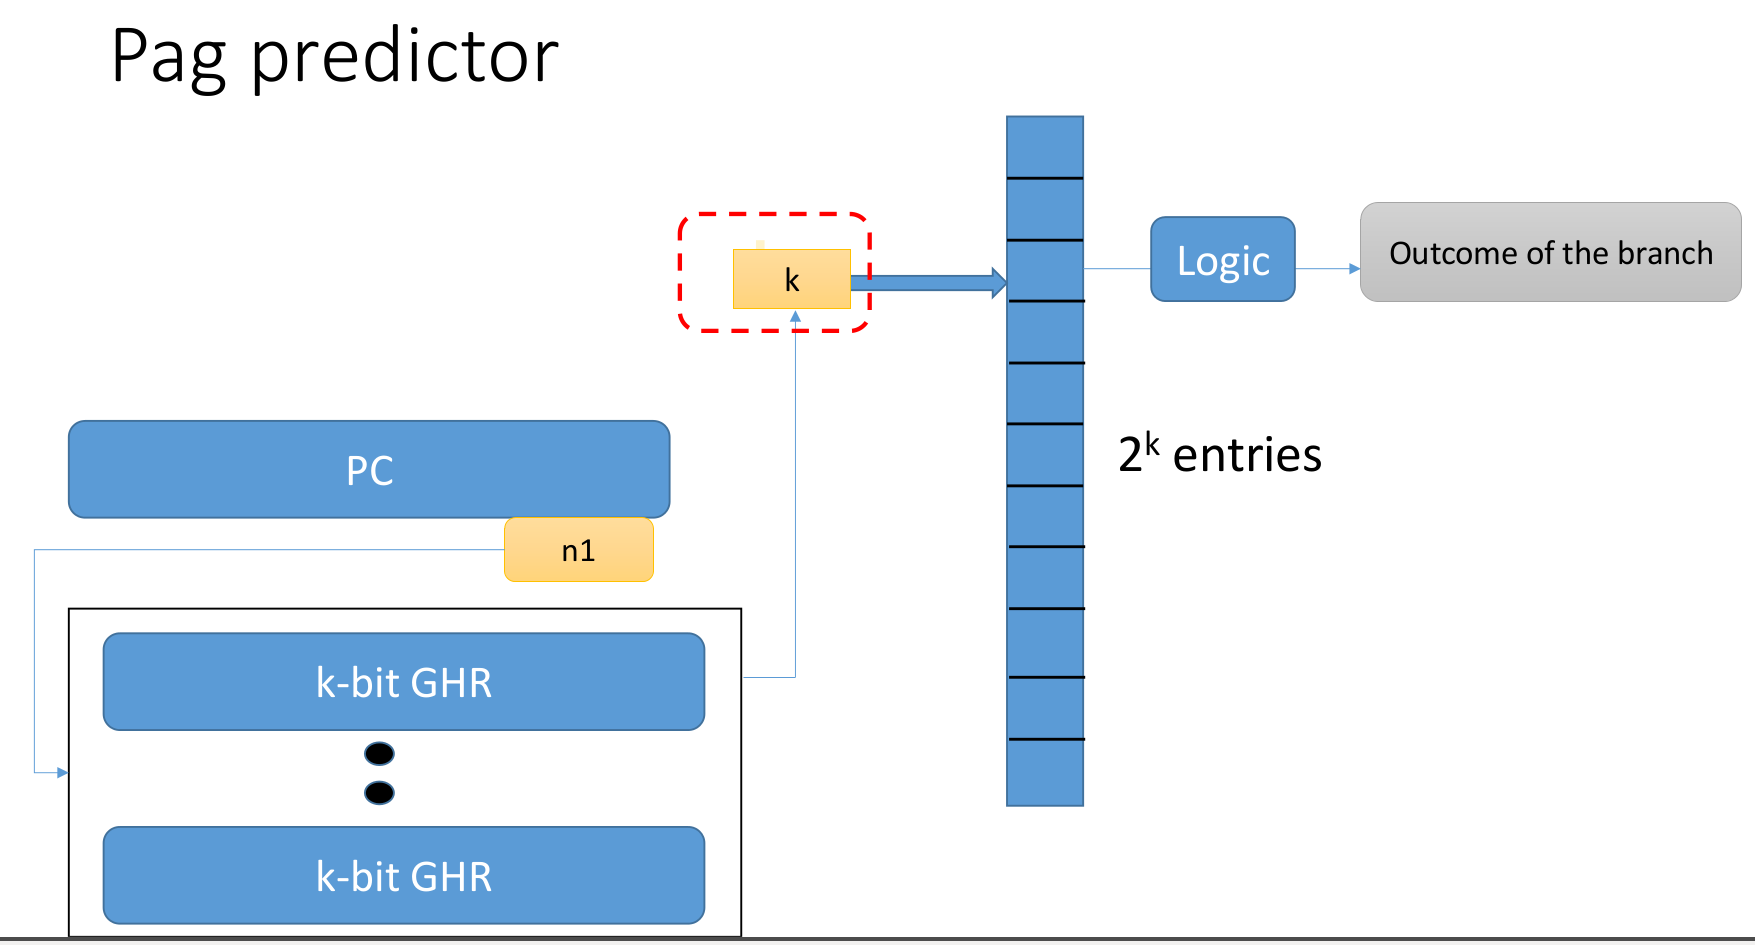 Pag predictor
k
Logic
Outcome of the branch
2^k entries
PC
n1
k-bit GHR
k-bit GHR